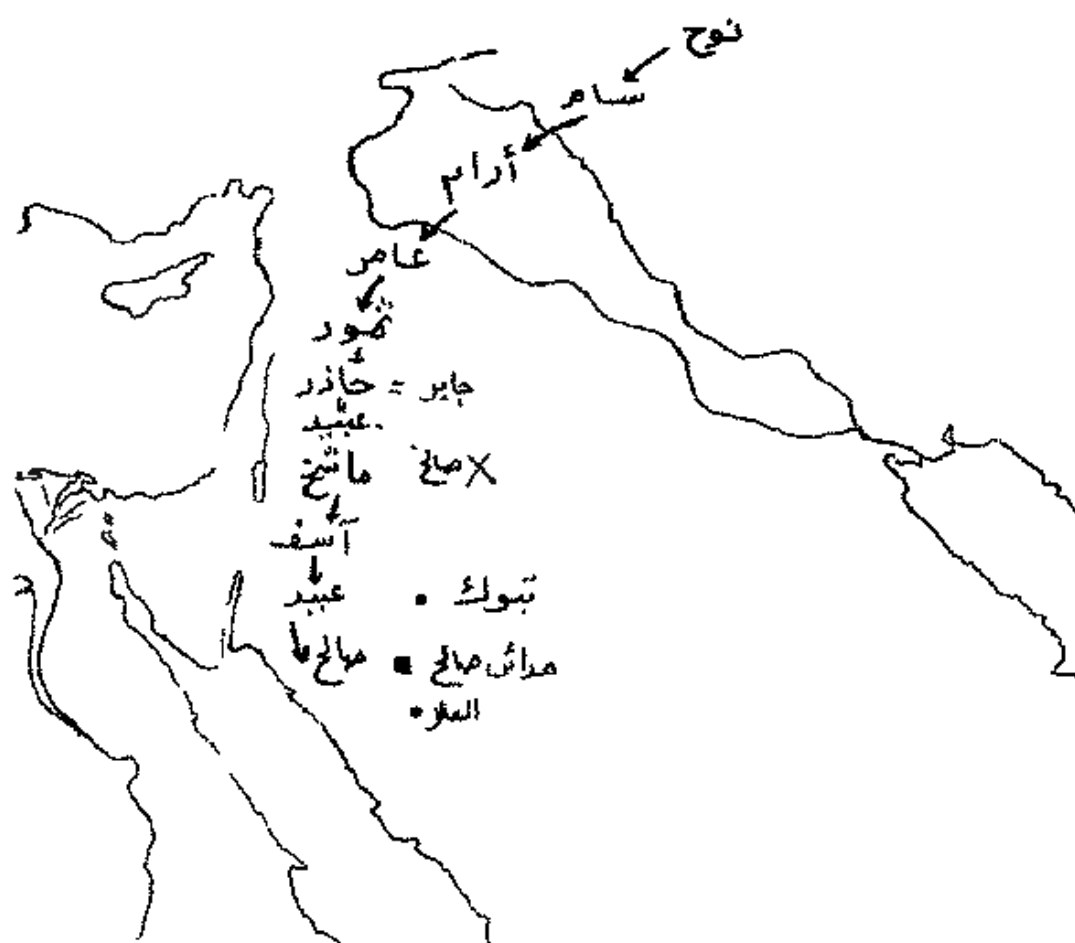 نوح
سام
أرام
عامر
ثمود
حاذر = جابر
عبيد
ماشخ صالح X
آسف
عبيد • تبوك
صالح ■ مدائن صالح
• العلا